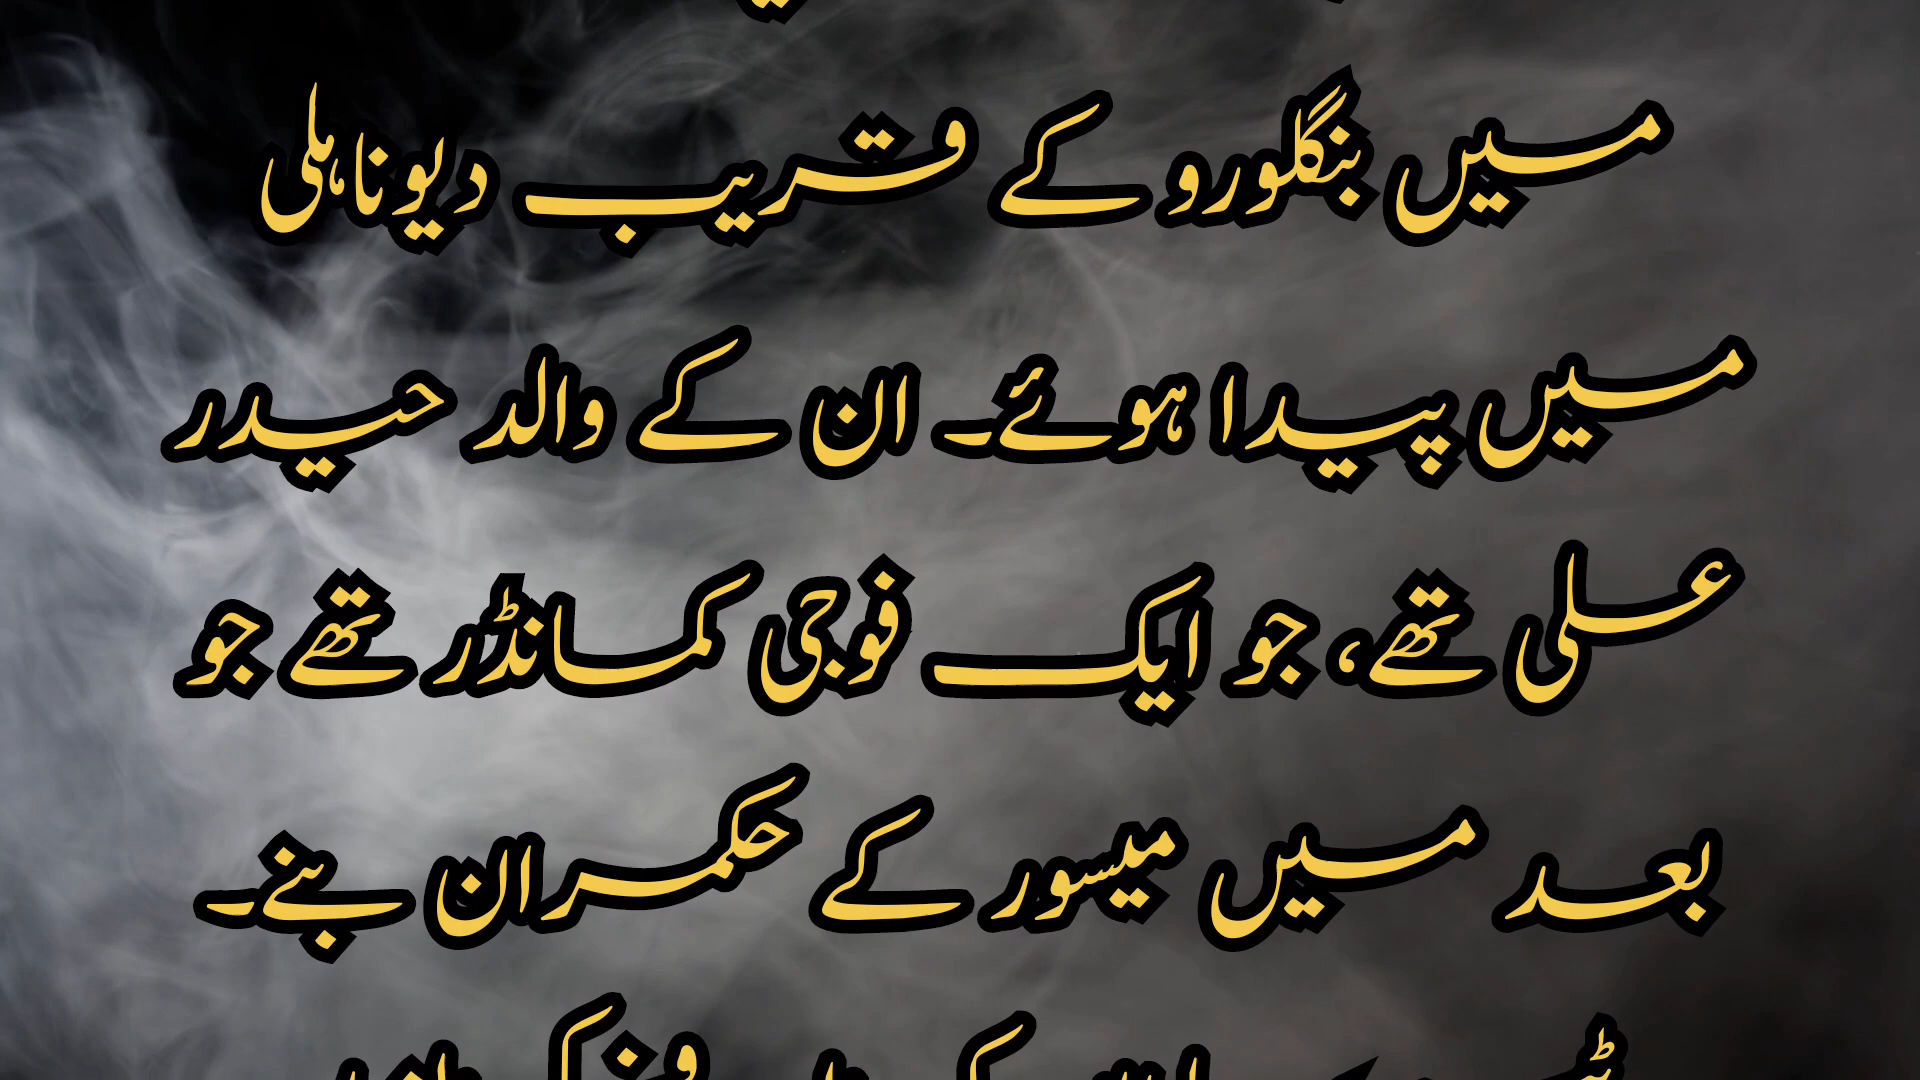 میں بنگلورو کے قریب دیوناہلی
میں پیدا ہوئے۔ ان کے والد حیدر
علی تھے، جو ایک فوجی کمانڈر تھے جو
بعد میں میسور کے حکمران بنے۔